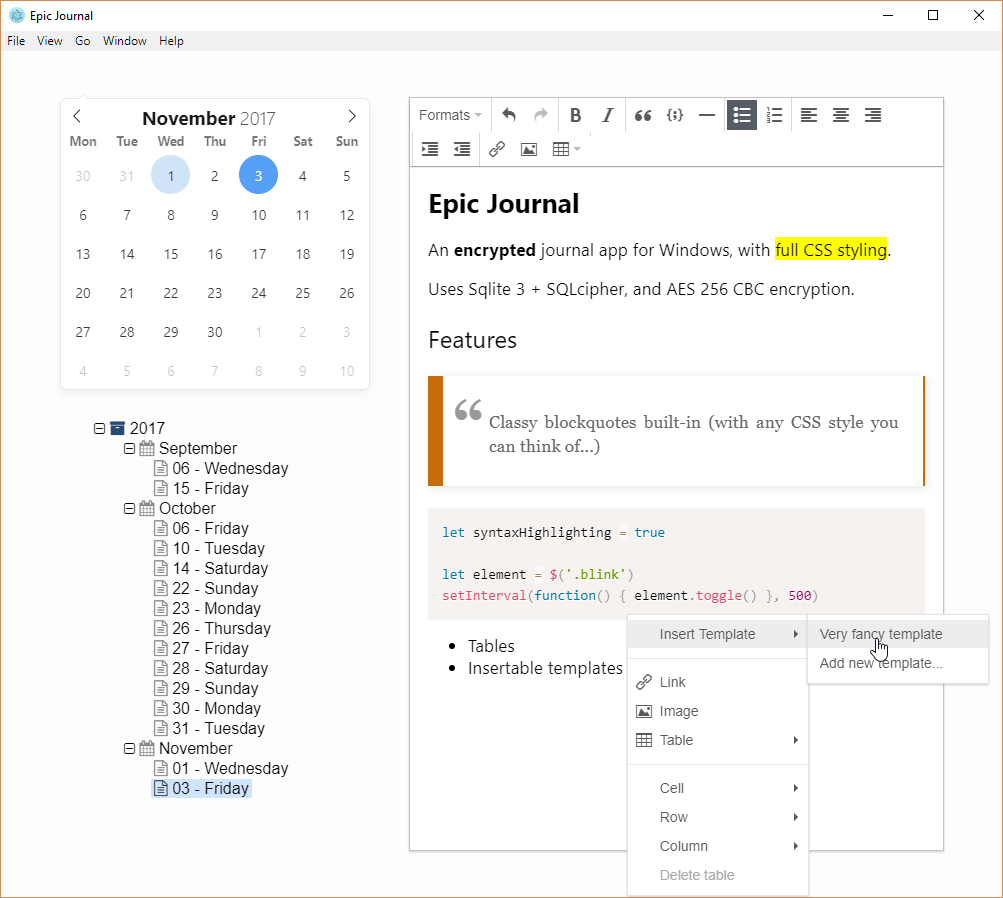 Epic Journal
File View Go Window Help
November 2017
Mon Tue Wed Thu Fri Sat Sun
30 31 1 2 3 4 5
6 7 8 9 10 11 12
13 14 15 16 17 18 19
20 21 22 23 24 25 26
27 28 29 30 1 2 3
4 5 6 7 8 9 10
2017
September
06 - Wednesday
15 - Friday
October
06 - Friday
10 - Tuesday
14 - Saturday
22 - Sunday
23 - Monday
26 - Thursday
27 - Friday
28 - Saturday
29 - Sunday
30 - Monday
31 - Tuesday
November
01 - Wednesday
03 - Friday
Formats
Epic Journal
An encrypted journal app for Windows, with full CSS styling.
Uses Sqlite 3 + SQLcipher, and AES 256 CBC encryption.
Features
Classy blockquotes built-in (with any CSS style you
can think of...)
let syntaxHighlighting = true
let element = $('.blink')
setInterval(function() { element.toggle() }, 500)
Tables
Insertable templates
Insert Template
Link
Image
Table
Cell
Row
Column
Delete table
Very fancy template
Add new template...